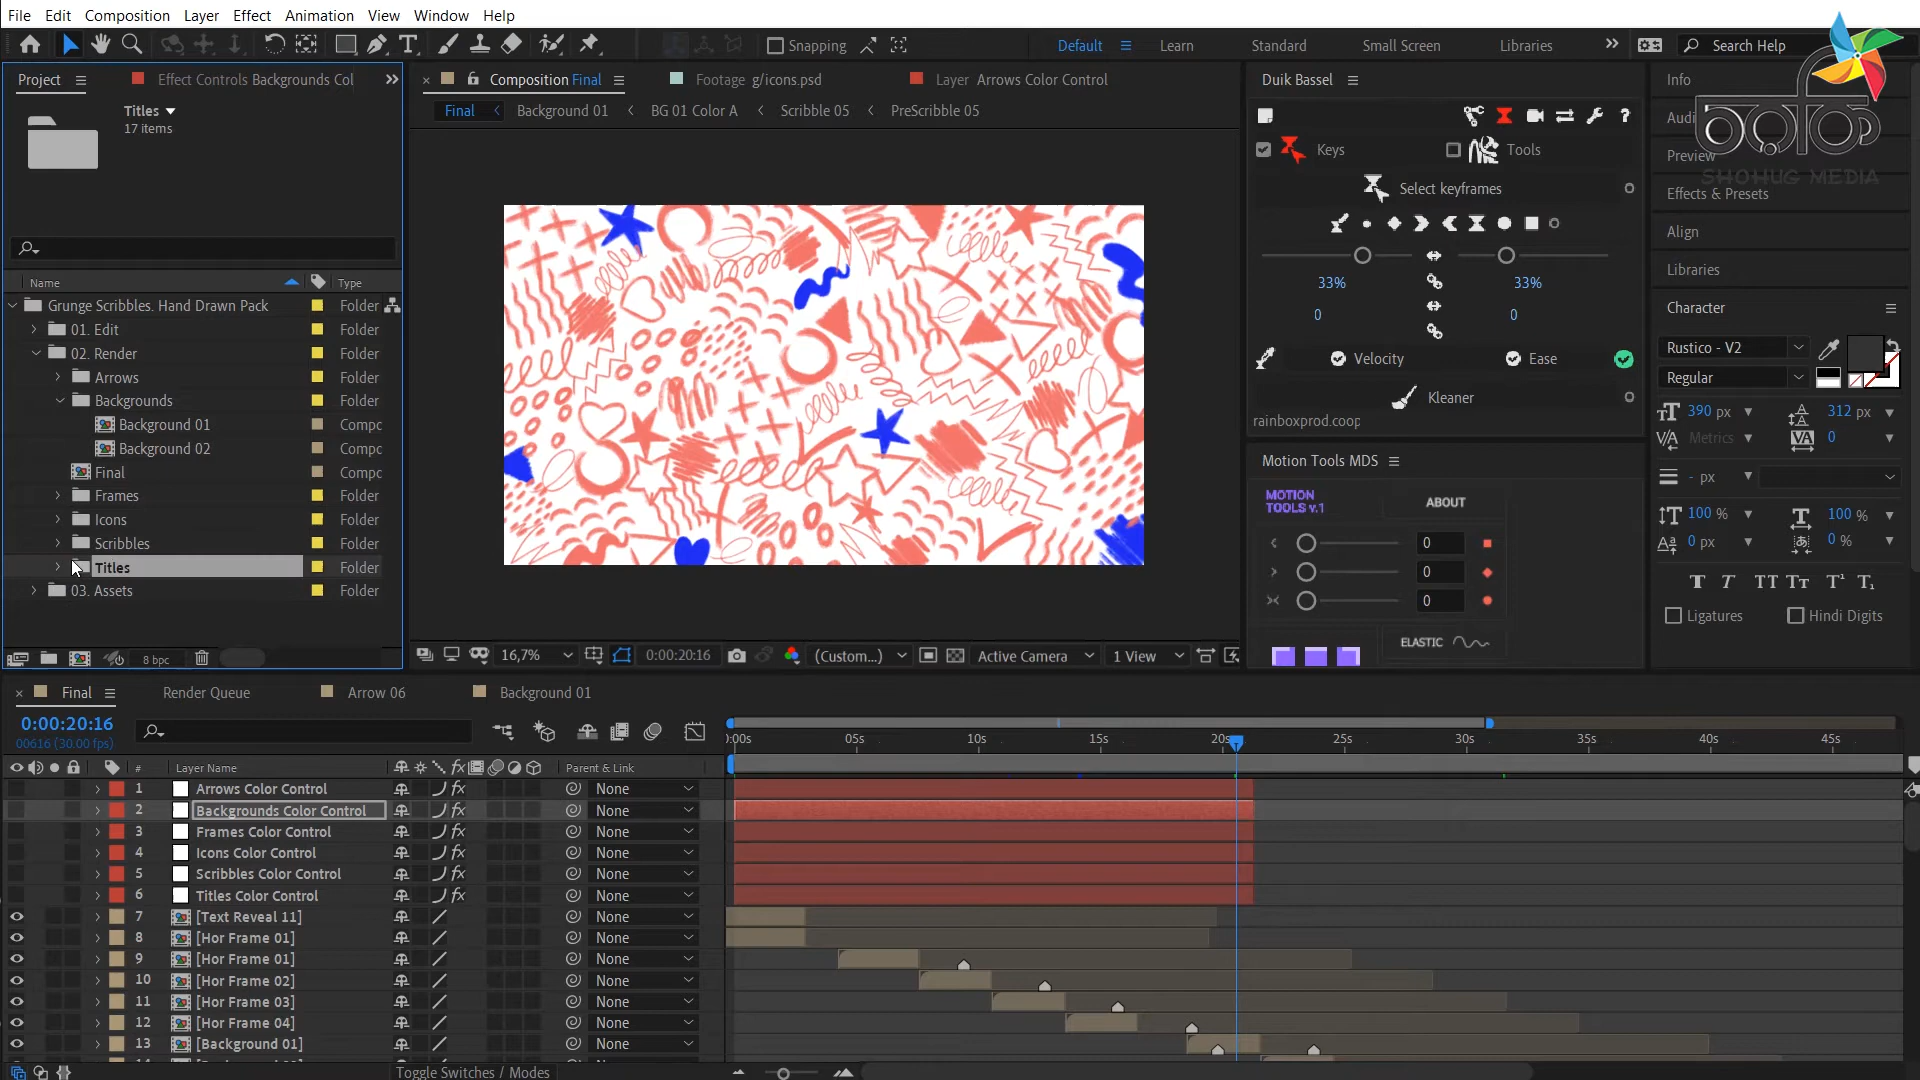 File Edit Composition Layer Effect Animation View Window Help
Snapping Default Learn Standard Small Screen Libraries Search Help
Project Effect Controls Backgrounds Col
Titles
17 items
Name Type
Grunge Scribbles. Hand Drawn Pack Folder
01. Edit Folder
02. Render Folder
Arrows Folder
Backgrounds Folder
Background 01 Compc
Background 02 Compc
Final Compc
Frames Folder
Icons Folder
Scribbles Folder
Titles Folder
03. Assets Folder
8 bpc
Composition Final Footage g/icons.psd Layer Arrows Color Control
Final Background 01 BG 01 Color A Scribble 05 PreScribble 05
16,7% 0:00:20:16 (Custom...) Active Camera 1 View
Duik Bassel
Keys Tools
Select keyframes
33% 33%
0 0
Velocity Ease
Kleaner
rainboxprod.coop
Motion Tools MDS
MOTION
TOOLS v.1
ABOUT
0
0
0
ELASTIC
Info
Audi
Preview
SHOHUG MEDIA
Effects & Presets
Align
Libraries
Character
Rustico - V2
Regular
390 px 312 px
Metrics 0
- px
100 % 100 %
0 px 0 %
T T TT Tt T¹ T₁
Ligatures Hindi Digits
Final Render Queue Arrow 06 Background 01
0:00:20:16
00616 (30.00 fps)
):00s 05s 10s 15s 20s 25s 30s 35s 40s 45s
# Layer Name Parent & Link
1 Arrows Color Control None
2 Backgrounds Color Control None
3 Frames Color Control None
4 Icons Color Control None
5 Scribbles Color Control None
6 Titles Color Control None
7 [Text Reveal 11] None
8 [Hor Frame 01] None
9 [Hor Frame 01] None
10 [Hor Frame 02] None
11 [Hor Frame 03] None
12 [Hor Frame 04] None
13 [Background 01] None
Toggle Switches / Modes